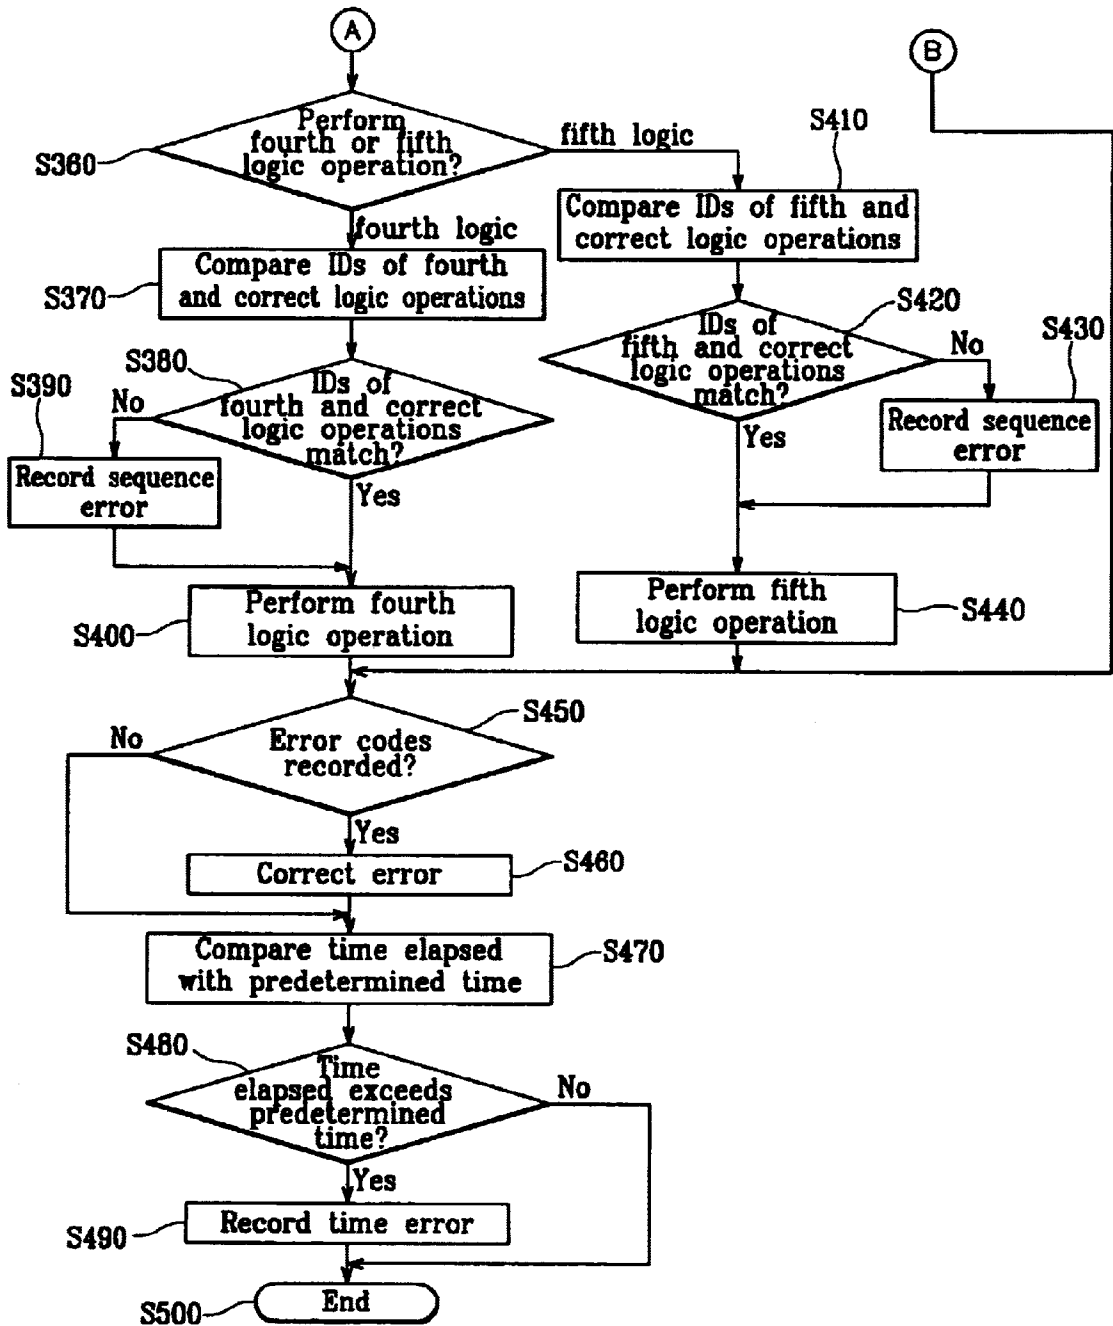 A
B
Perform
fourth or fifth
logic operation?
S360
fifth logic
S410
fourth logic
Compare IDs of fifth and
correct logic operations
Compare IDs of fourth
and correct logic operations
S370
S420
IDs of
fifth and correct
logic operations
match?
No
S430
Yes
Record sequence
error
S380
S390
IDs of
fourth and correct
logic operations
match?
No
Yes
Record sequence
error
Perform fourth
logic operation
S400
Perform fifth
logic operation
S440
S450
Error codes
recorded?
No
Yes
Correct error
S460
Compare time elapsed
with predetermined time
S470
S480
Time
elapsed exceeds
predetermined
time?
No
Yes
Record time error
S490
End
S500